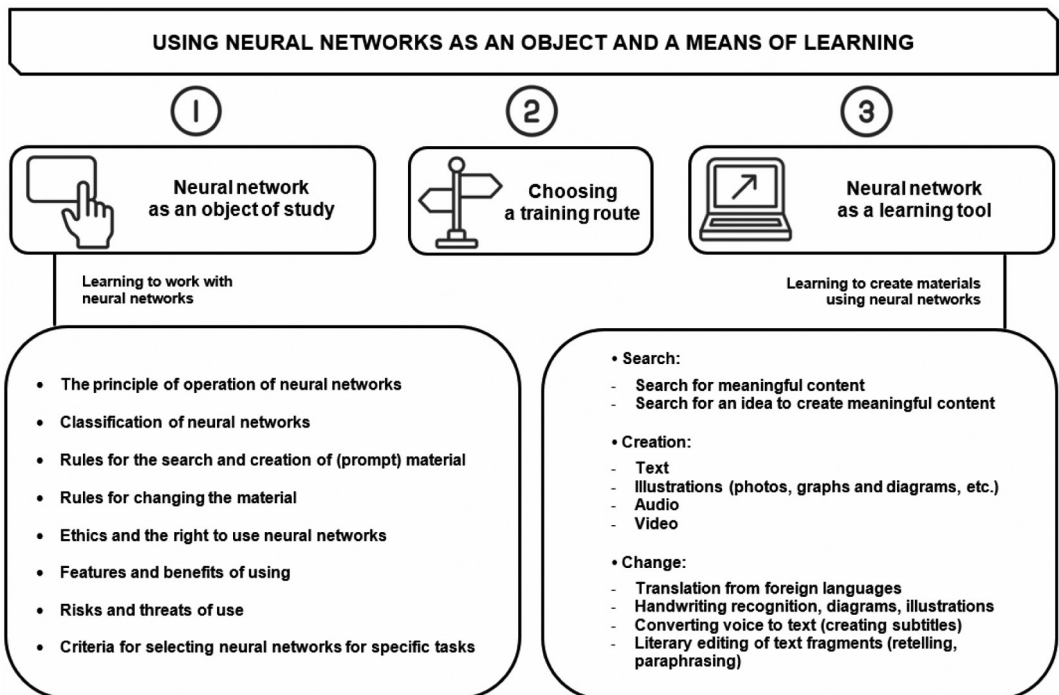 USING NEURAL NETWORKS AS AN OBJECT AND A MEANS OF LEARNING
1
Neural network
as an object of study
2
Choosing
a training route
3
Neural network
as a learning tool
Learning to work with
neural networks
Learning to create materials
using neural networks
• The principle of operation of neural networks
• Classification of neural networks
• Rules for the search and creation of (prompt) material
• Rules for changing the material
• Ethics and the right to use neural networks
• Features and benefits of using
• Risks and threats of use
• Criteria for selecting neural networks for specific tasks
• Search:
- Search for meaningful content
- Search for an idea to create meaningful content
• Creation:
- Text
- Illustrations (photos, graphs and diagrams, etc.)
- Audio
- Video
• Change:
- Translation from foreign languages
- Handwriting recognition, diagrams, illustrations
- Converting voice to text (creating subtitles)
- Literary editing of text fragments (retelling,
paraphrasing)